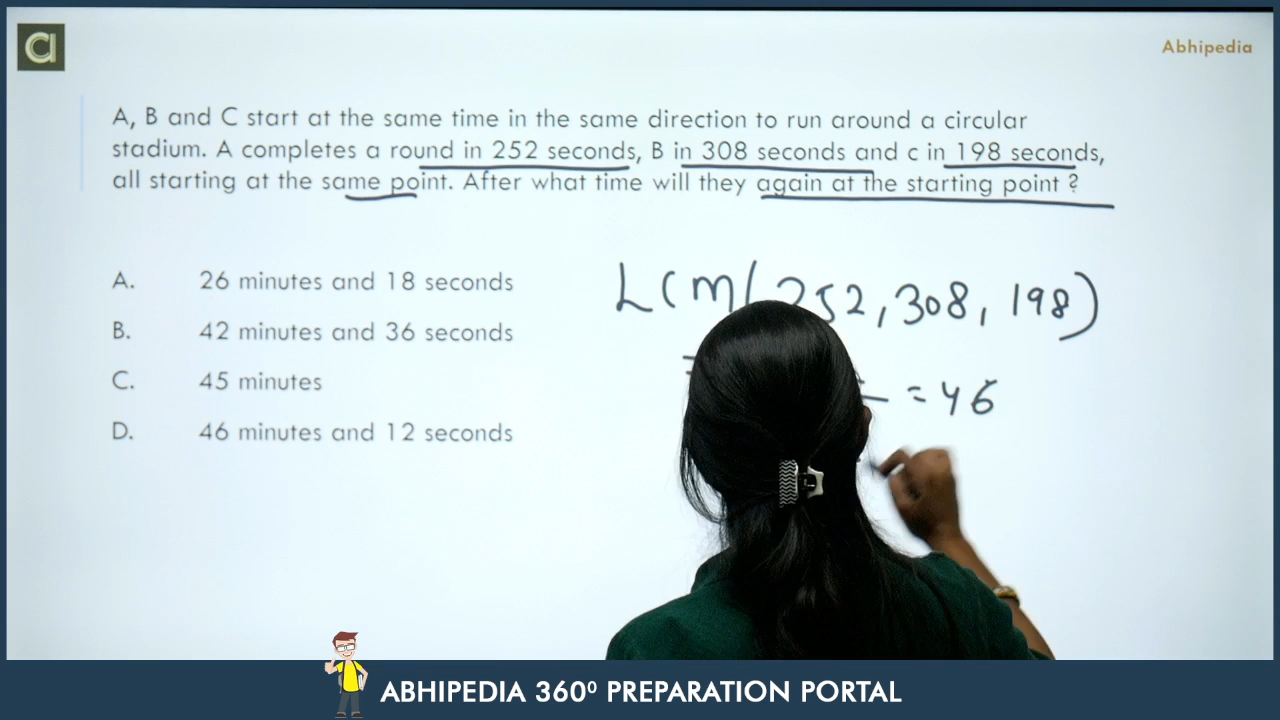 Abhipedia
A, B and C start at the same time in the same direction to run around a circular
stadium. A completes a round in 252 seconds, B in 308 seconds and c in 198 seconds,
all starting at the same point. After what time will they again at the starting point ?
A. 26 minutes and 18 seconds
B. 42 minutes and 36 seconds
C. 45 minutes
D. 46 minutes and 12 seconds
LCM(252,308, 198)
= 46
ABHIPEDIA 360⁰ PREPARATION PORTAL